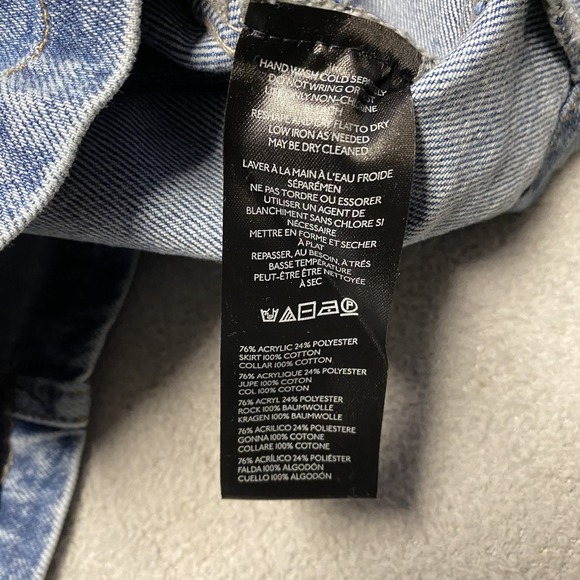 HAND WASH COLD
DO NOT WRING OR
ONLY NON-
RESHAPE AND FLAT TO DRY
LOW IRON AS NEEDED
MAY BE DRY CLEANED
LAVER À LA MAIN À L'EAU FROIDE
SÉPARÉMEN
NE PAS TORDRE OU ESSORER
UTILISER UN AGENT DE
BLANCHIMENT SANS CHLORE SI
NÉCESSAIRE
METTRE EN FORME ET SECHER
À PLAT
REPASSER, AU BESOIN, À TRÉS
BASSE TEMPÉRATURE
PEUT-ÊTRE ÊTRE NETTOYÉE
À SEC
76% ACRYLIC 24% POLYESTER
SKIRT 100% COTTON
COLLAR 100% COTTON
76% ACRYLIQUE 24% POLYESTER
JUPE 100% COTON
COL 100% COTON
76% ACRYL 24% POLYESTER
ROCK 100% BAUMWOLLE
KRAGEN 100% BAUMWOLLE
76% ACRILICO 24% POLIESTERE
GONNA 100% COTONE
COLLARE 100% COTONE
76% ACRÍLICO 24% POLIÉSTER
FALDA 100% ALGODÓN
CUELLO 100% ALGODÓN